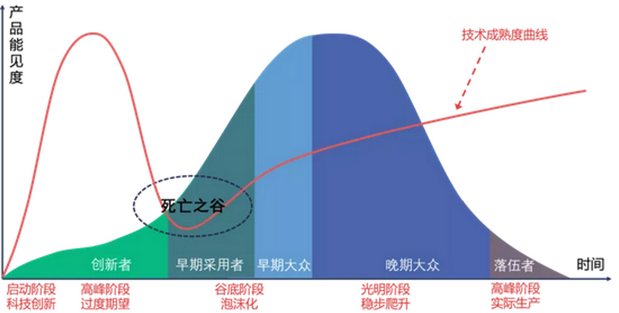 产品能见度
技术成熟度曲线
死亡之谷
创新者
早期采用者
早期大众
晚期大众
落伍者
时间
启动阶段
科技创新
高峰阶段
过度期望
谷底阶段
泡沫化
光明阶段
稳步爬升
高峰阶段
实际生产